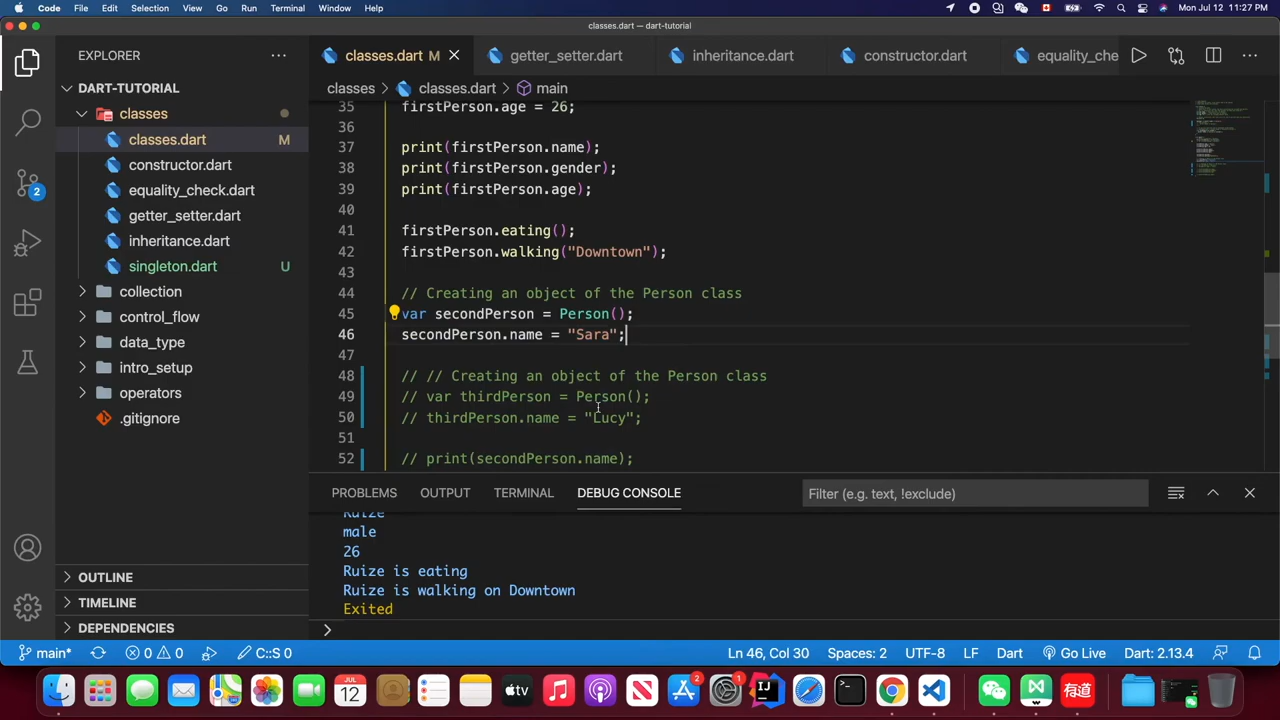 Code File Edit Selection View Go Run Terminal Window Help Mon Jul 12 11:27 PM
classes.dart — dart-tutorial
EXPLORER
classes.dart M getter_setter.dart inheritance.dart constructor.dart equality_che
DART-TUTORIAL
classes
classes.dart M
constructor.dart
equality_check.dart
getter_setter.dart
inheritance.dart
singleton.dart U
collection
control_flow
data_type
intro_setup
operators
.gitignore
OUTLINE
TIMELINE
DEPENDENCIES
2
classes > classes.dart > main
35 firstPerson.age = 26;
36
37 print(firstPerson.name);
38 print(firstPerson.gender);
39 print(firstPerson.age);
40
41 firstPerson.eating();
42 firstPerson.walking("Downtown");
43
44 // Creating an object of the Person class
45 var secondPerson = Person();
46 secondPerson.name = "Sara";
47
48 // // Creating an object of the Person class
49 // var thirdPerson = Person();
50 // thirdPerson.name = "Lucy";
51
52 // print(secondPerson.name);
PROBLEMS OUTPUT TERMINAL DEBUG CONSOLE Filter (e.g. text, !exclude)
Ruize
male
26
Ruize is eating
Ruize is walking on Downtown
Exited
main* 0 0 C::S 0 Ln 46, Col 30 Spaces: 2 UTF-8 LF Dart Go Live Dart: 2.13.4
JUL
12
tv
2
1
IJ
有道